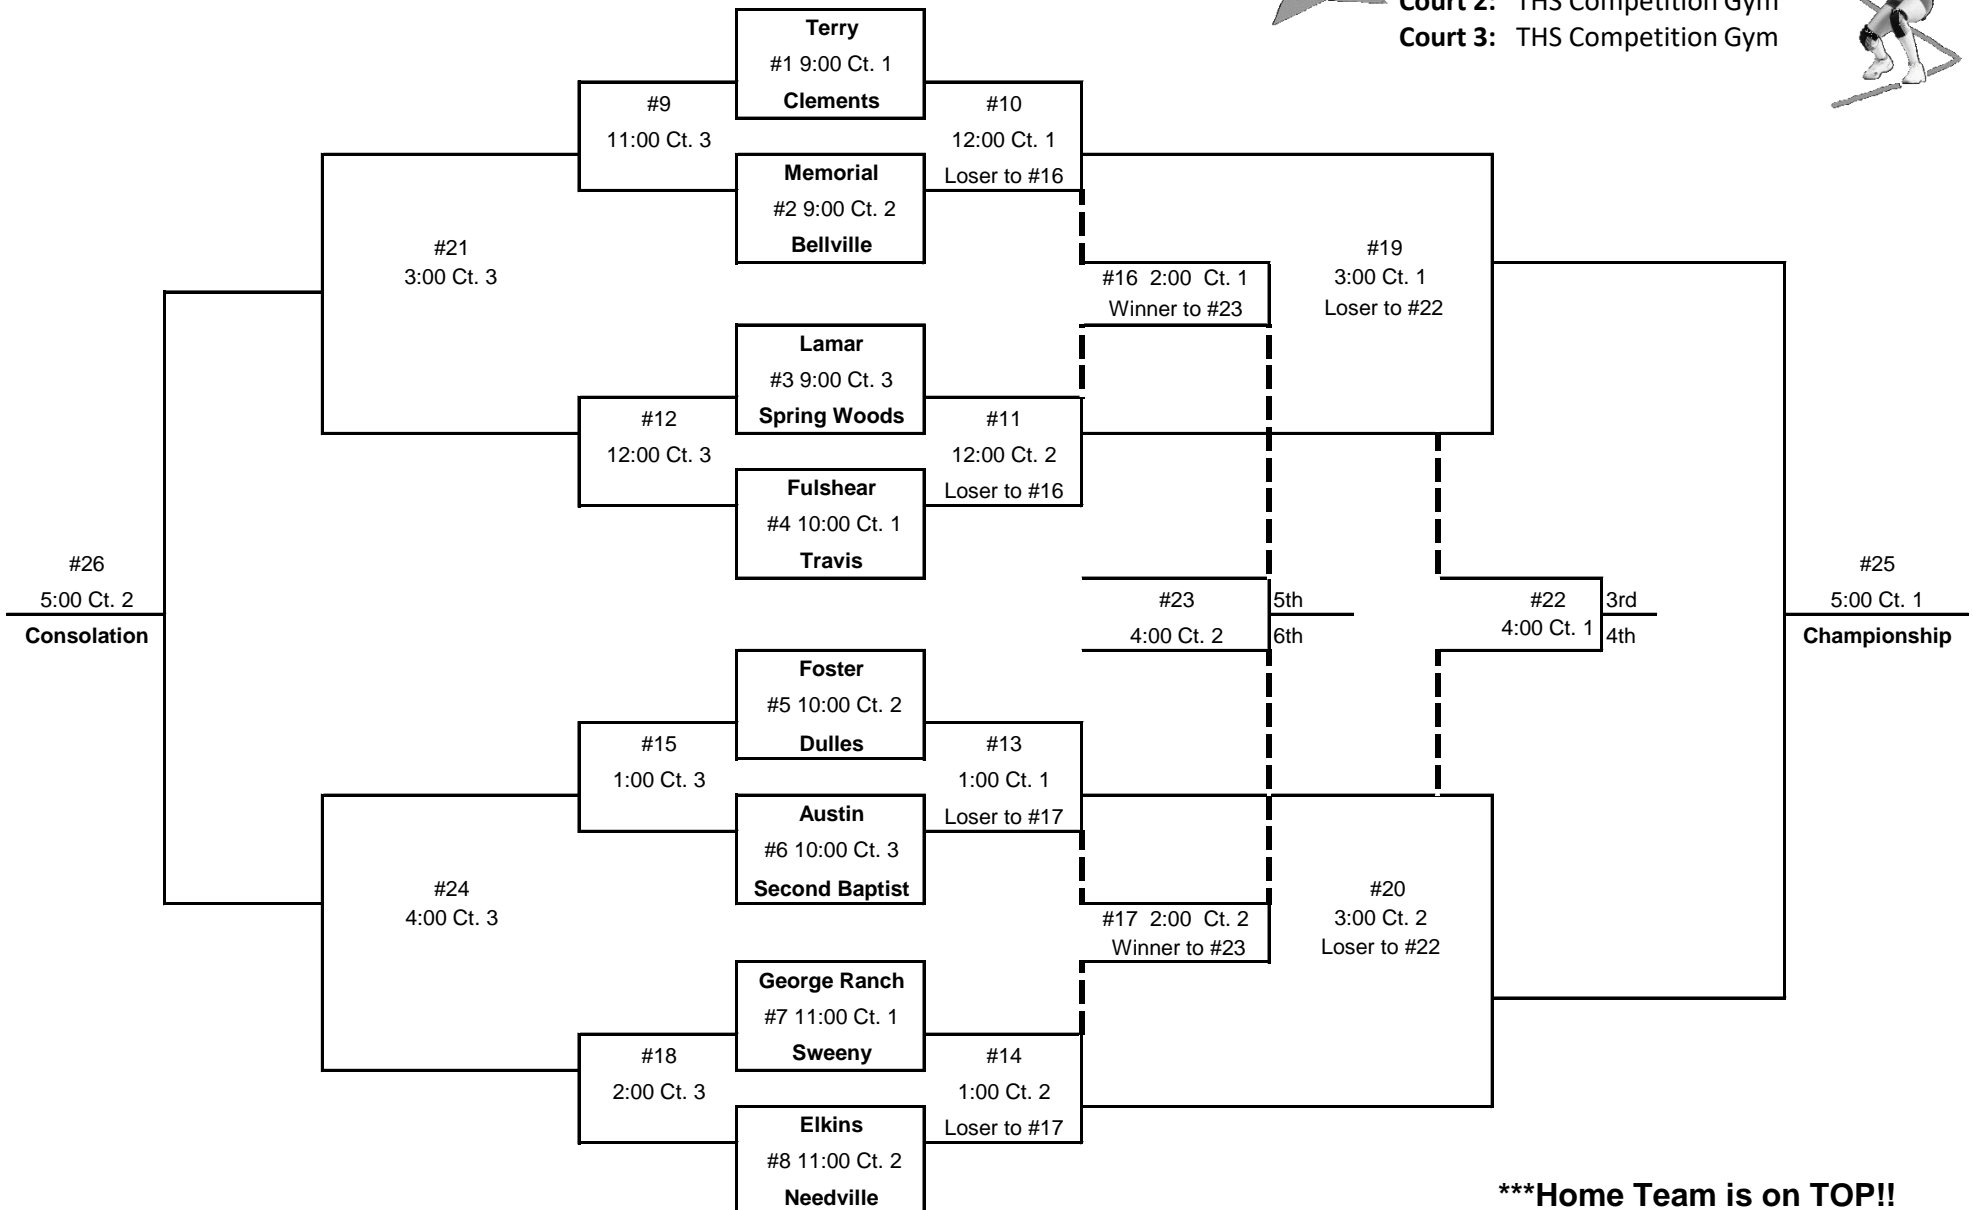 Court 2: THS Competition Gym
Court 3: THS Competition Gym
Terry
#1 9:00 Ct. 1
Clements
#9
11:00 Ct. 3
#10
12:00 Ct. 1
Loser to #16
Memorial
#2 9:00 Ct. 2
Bellville
#21
3:00 Ct. 3
#16 2:00 Ct. 1
Winner to #23
#19
3:00 Ct. 1
Loser to #22
Lamar
#3 9:00 Ct. 3
Spring Woods
#12
12:00 Ct. 3
#11
12:00 Ct. 2
Loser to #16
Fulshear
#4 10:00 Ct. 1
Travis
#26
5:00 Ct. 2
Consolation
#23
4:00 Ct. 2
5th
6th
#22
4:00 Ct. 1
3rd
4th
#25
5:00 Ct. 1
Championship
Foster
#5 10:00 Ct. 2
Dulles
#15
1:00 Ct. 3
#13
1:00 Ct. 1
Loser to #17
Austin
#6 10:00 Ct. 3
Second Baptist
#24
4:00 Ct. 3
#17 2:00 Ct. 2
Winner to #23
#20
3:00 Ct. 2
Loser to #22
George Ranch
#7 11:00 Ct. 1
Sweeny
#18
2:00 Ct. 3
#14
1:00 Ct. 2
Loser to #17
Elkins
#8 11:00 Ct. 2
Needville
***Home Team is on TOP!!